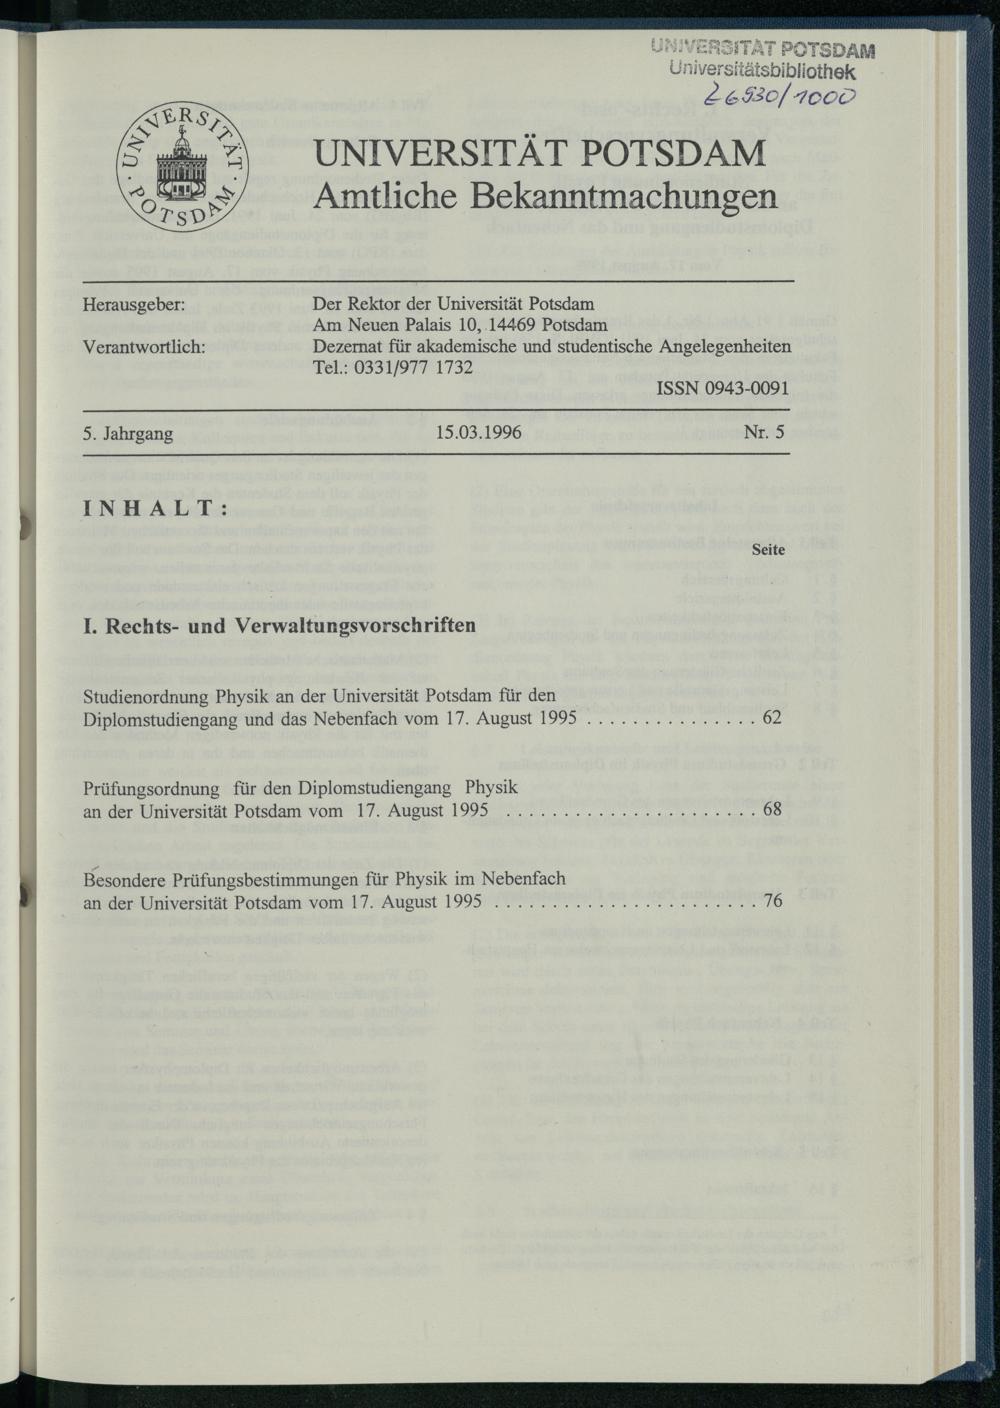 UNIVERSITÄT POTSDAM
Universitätsbibliothek
Z6930/1000
UNIVERSITÄT · POTSDAM ·
UNIVERSITÄT POTSDAM
Amtliche Bekanntmachungen
Herausgeber: Der Rektor der Universität Potsdam
Am Neuen Palais 10, 14469 Potsdam
Verantwortlich: Dezernat für akademische und studentische Angelegenheiten
Tel.: 0331/977 1732
ISSN 0943-0091
5. Jahrgang 15.03.1996 Nr. 5
INHALT:
Seite
I. Rechts- und Verwaltungsvorschriften
Studienordnung Physik an der Universität Potsdam für den
Diplomstudiengang und das Nebenfach vom 17. August 1995 . . . . . . . . . . . . . . . 62
Prüfungsordnung für den Diplomstudiengang Physik
an der Universität Potsdam vom 17. August 1995 . . . . . . . . . . . . . . . . . . . . . . 68
Besondere Prüfungsbestimmungen für Physik im Nebenfach
an der Universität Potsdam vom 17. August 1995 . . . . . . . . . . . . . . . . . . . . . . . 76